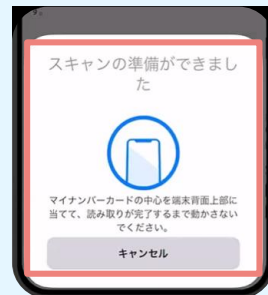 スキャンの準備ができまし
た
マイナンバーカードの中心を端末背面上部に
当てて、読み取りが完了するまで動かさない
でください。
キャンセル